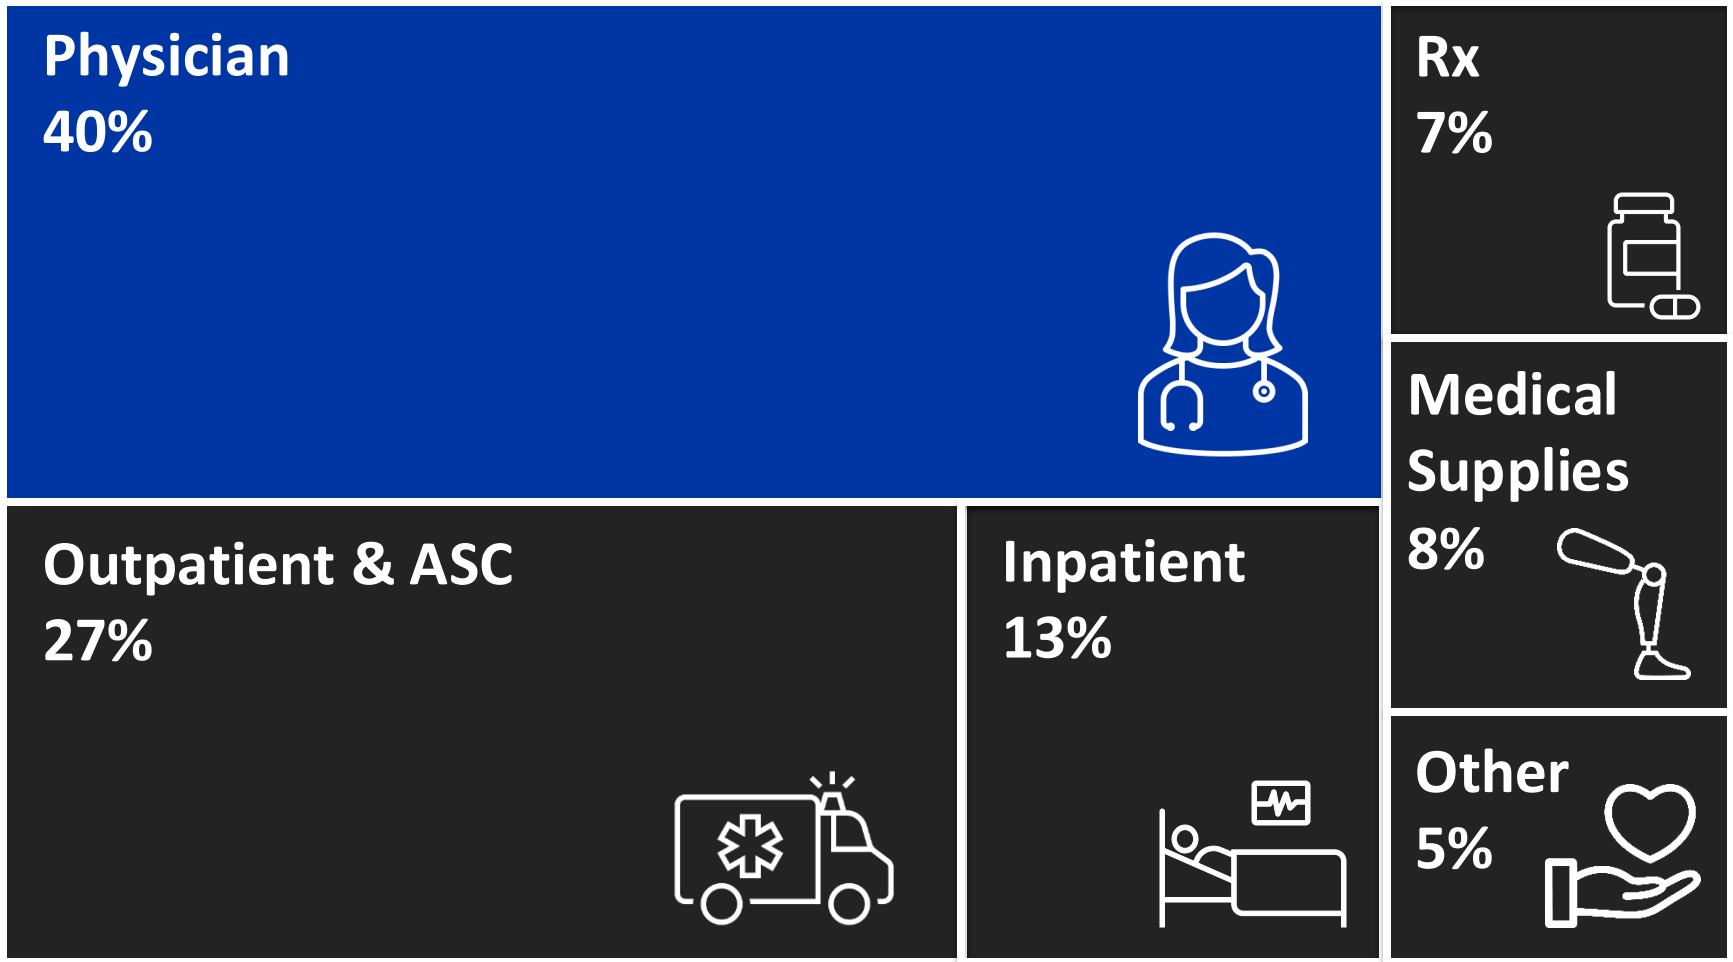 Physician
40%
Rx
7%
Medical
Supplies
8%
Outpatient & ASC
27%
Inpatient
13%
Other
5%